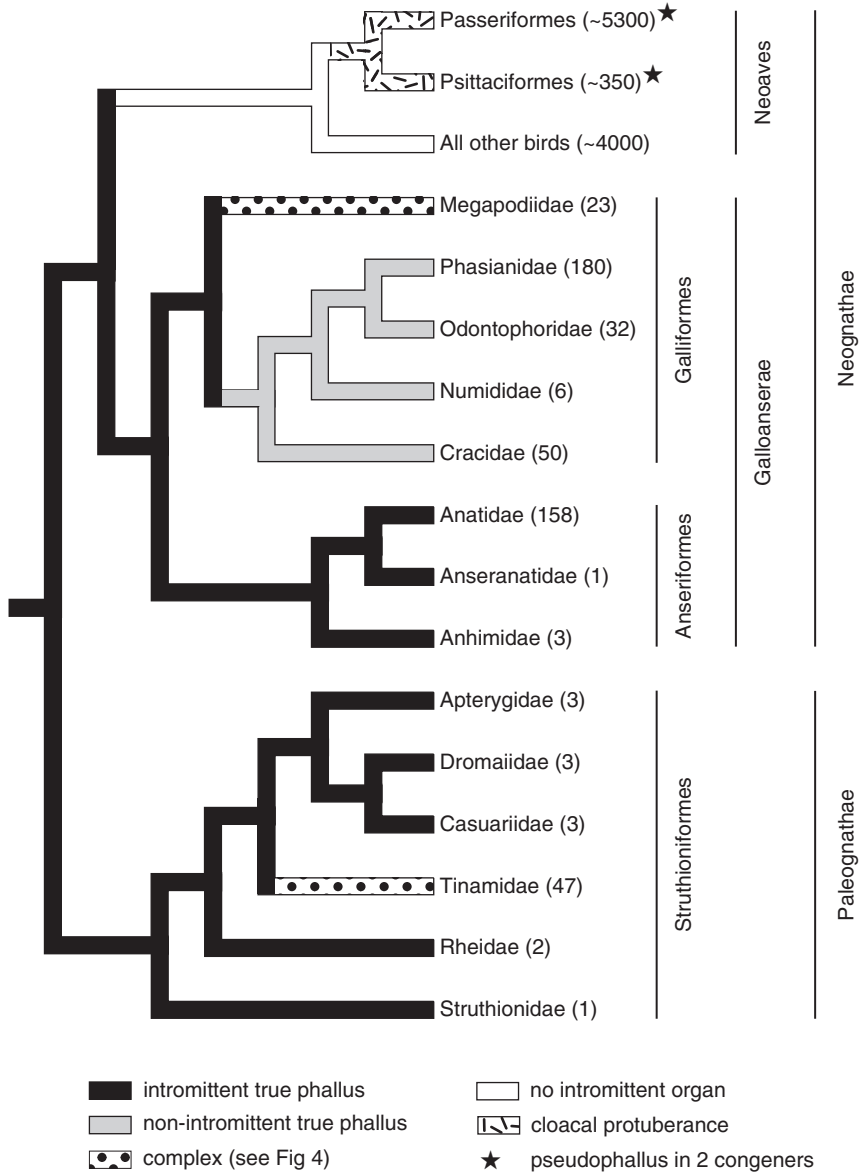 Passeriformes (~5300)★
Psittaciformes (~350)★
All other birds (~4000)
Megapodiidae (23)
Phasianidae (180)
Odontophoridae (32)
Numididae (6)
Cracidae (50)
Anatidae (158)
Anseranatidae (1)
Anhimidae (3)
Apterygidae (3)
Dromaiidae (3)
Casuariidae (3)
Tinamidae (47)
Rheidae (2)
Struthionidae (1)
Galliformes
Anseriformes
Struthioniformes
Neoaves
Galloanserae
Neognathae
Paleognathae
intromittent true phallus
non-intromittent true phallus
complex (see Fig 4)
no intromittent organ
cloacal protuberance
★ pseudophallus in 2 congeners